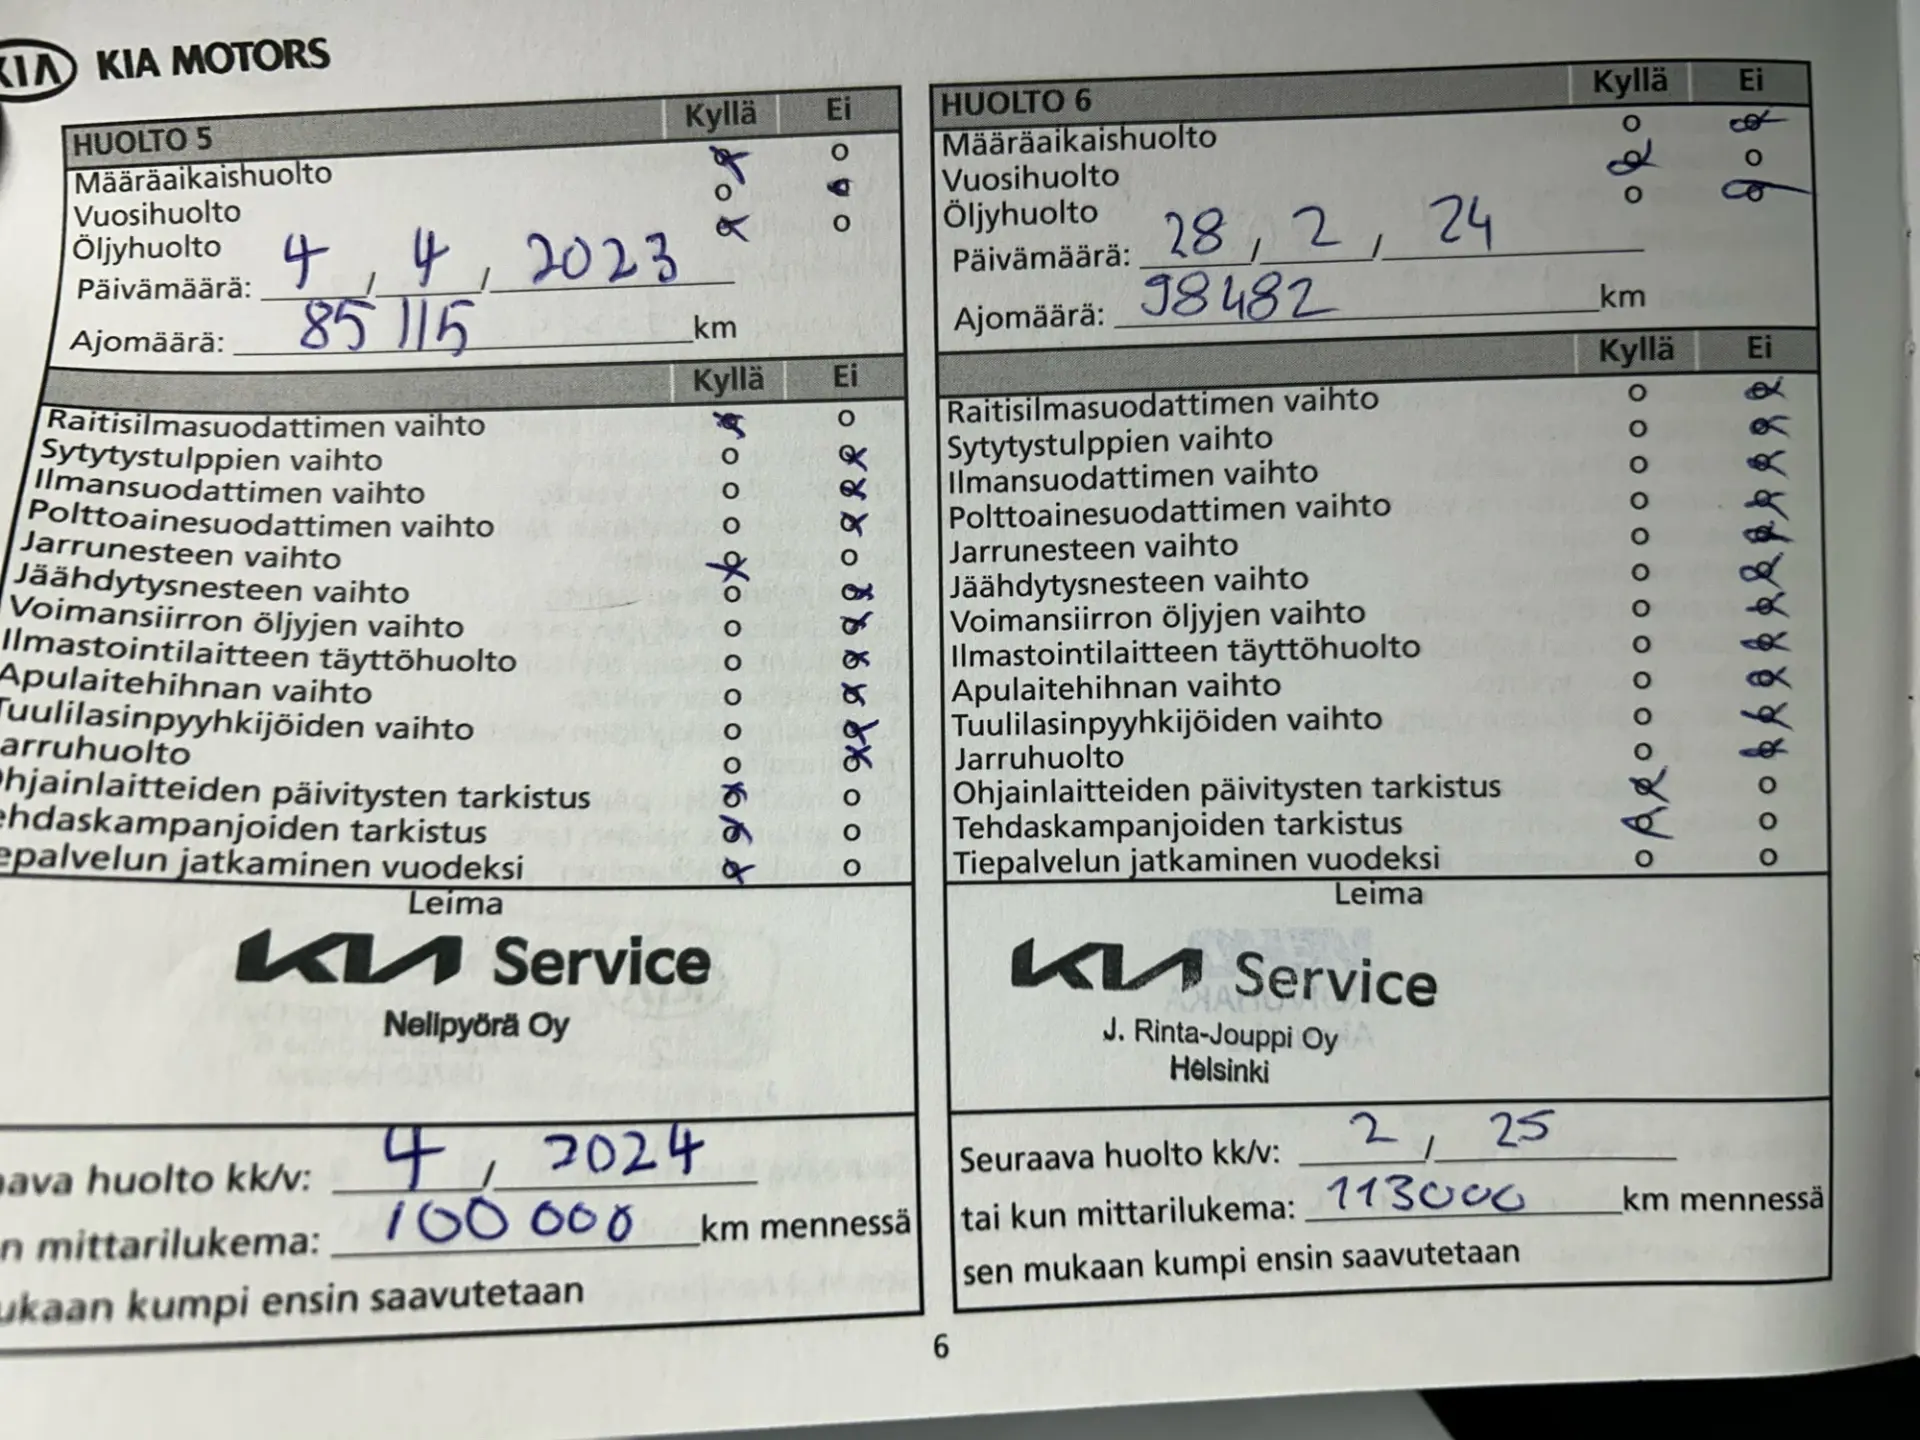 KIA KIA MOTORS
HUOLTO 5 Kyllä Ei
Määräaikaishuolto
Vuosihuolto
Öljyhuolto
Päivämäärä: 4 / 4 / 2023
Ajomäärä: 85 115 km
Kyllä Ei
Raitisilmasuodattimen vaihto
Sytytystulppien vaihto
Ilmansuodattimen vaihto
Polttoainesuodattimen vaihto
Jarrunesteen vaihto
Jäähdytysnesteen vaihto
Voimansiirron öljyjen vaihto
Ilmastointilaitteen täyttöhuolto
Apulaitehihnan vaihto
Tuulilasinpyyhkijöiden vaihto
arruhuolto
hjainlaitteiden päivitysten tarkistus
ehdaskampanjoiden tarkistus
epalvelun jatkaminen vuodeksi
Leima
KIA Service
Nelipyörä Oy
aava huolto kk/v: 4 / 2024
n mittarilukema: 100 000 km mennessä
ukaan kumpi ensin saavutetaan
HUOLTO 6 Kyllä Ei
Määräaikaishuolto
Vuosihuolto
Öljyhuolto
Päivämäärä: 28 / 2 / 24
Ajomäärä: 98482 km
Kyllä Ei
Raitisilmasuodattimen vaihto
Sytytystulppien vaihto
Ilmansuodattimen vaihto
Polttoainesuodattimen vaihto
Jarrunesteen vaihto
Jäähdytysnesteen vaihto
Voimansiirron öljyjen vaihto
Ilmastointilaitteen täyttöhuolto
Apulaitehihnan vaihto
Tuulilasinpyyhkijöiden vaihto
Jarruhuolto
Ohjainlaitteiden päivitysten tarkistus
Tehdaskampanjoiden tarkistus
Tiepalvelun jatkaminen vuodeksi
Leima
KIA Service
J. Rinta-Jouppi Oy
Helsinki
Seuraava huolto kk/v: 2 / 25
tai kun mittarilukema: 113000 km mennessä
sen mukaan kumpi ensin saavutetaan
6